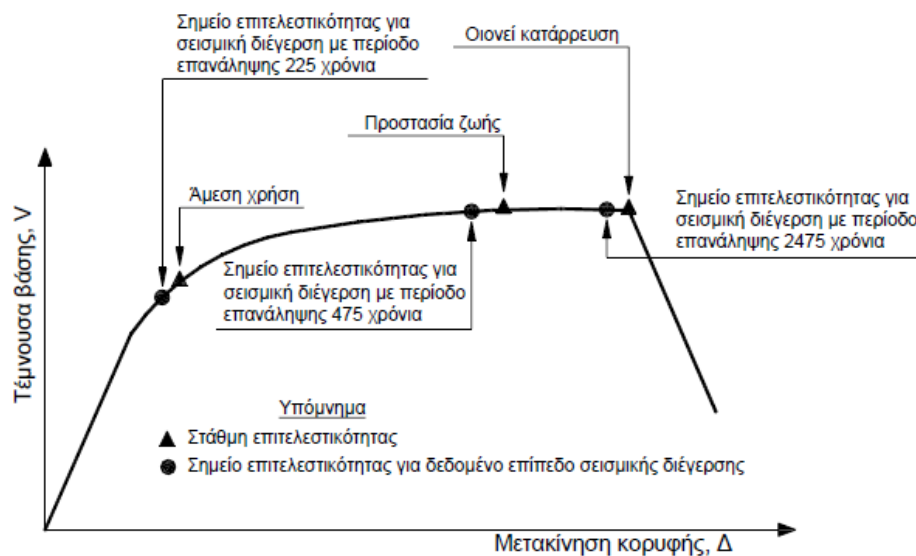 Σημείο επιτελεστικότητας για
σεισμική διέγερση με περίοδο
επανάληψης 225 χρόνια
Οιονεί κατάρρευση
Προστασία ζωής
Άμεση χρήση
Σημείο επιτελεστικότητας για
σεισμική διέγερση με περίοδο
επανάληψης 2475 χρόνια
Σημείο επιτελεστικότητας για
σεισμική διέγερση με περίοδο
επανάληψης 475 χρόνια
Τέμνουσα βάσης, V
Υπόμνημα
Στάθμη επιτελεστικότητας
Σημείο επιτελεστικότητας για δεδομένο επίπεδο σεισμικής διέγερσης
Μετακίνηση κορυφής, Δ